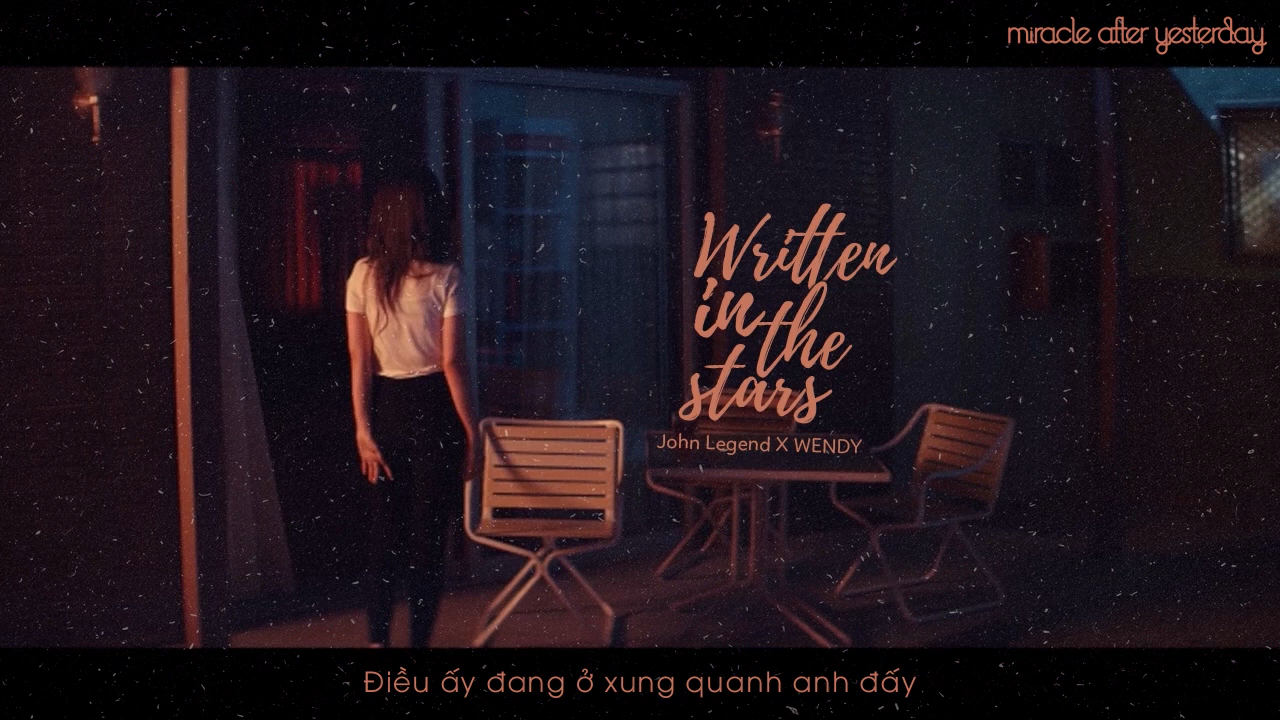 miracle after yesterday
Written
in the
stars
John Legend X WENDY
Điều ấy đang ở xung quanh anh đấy